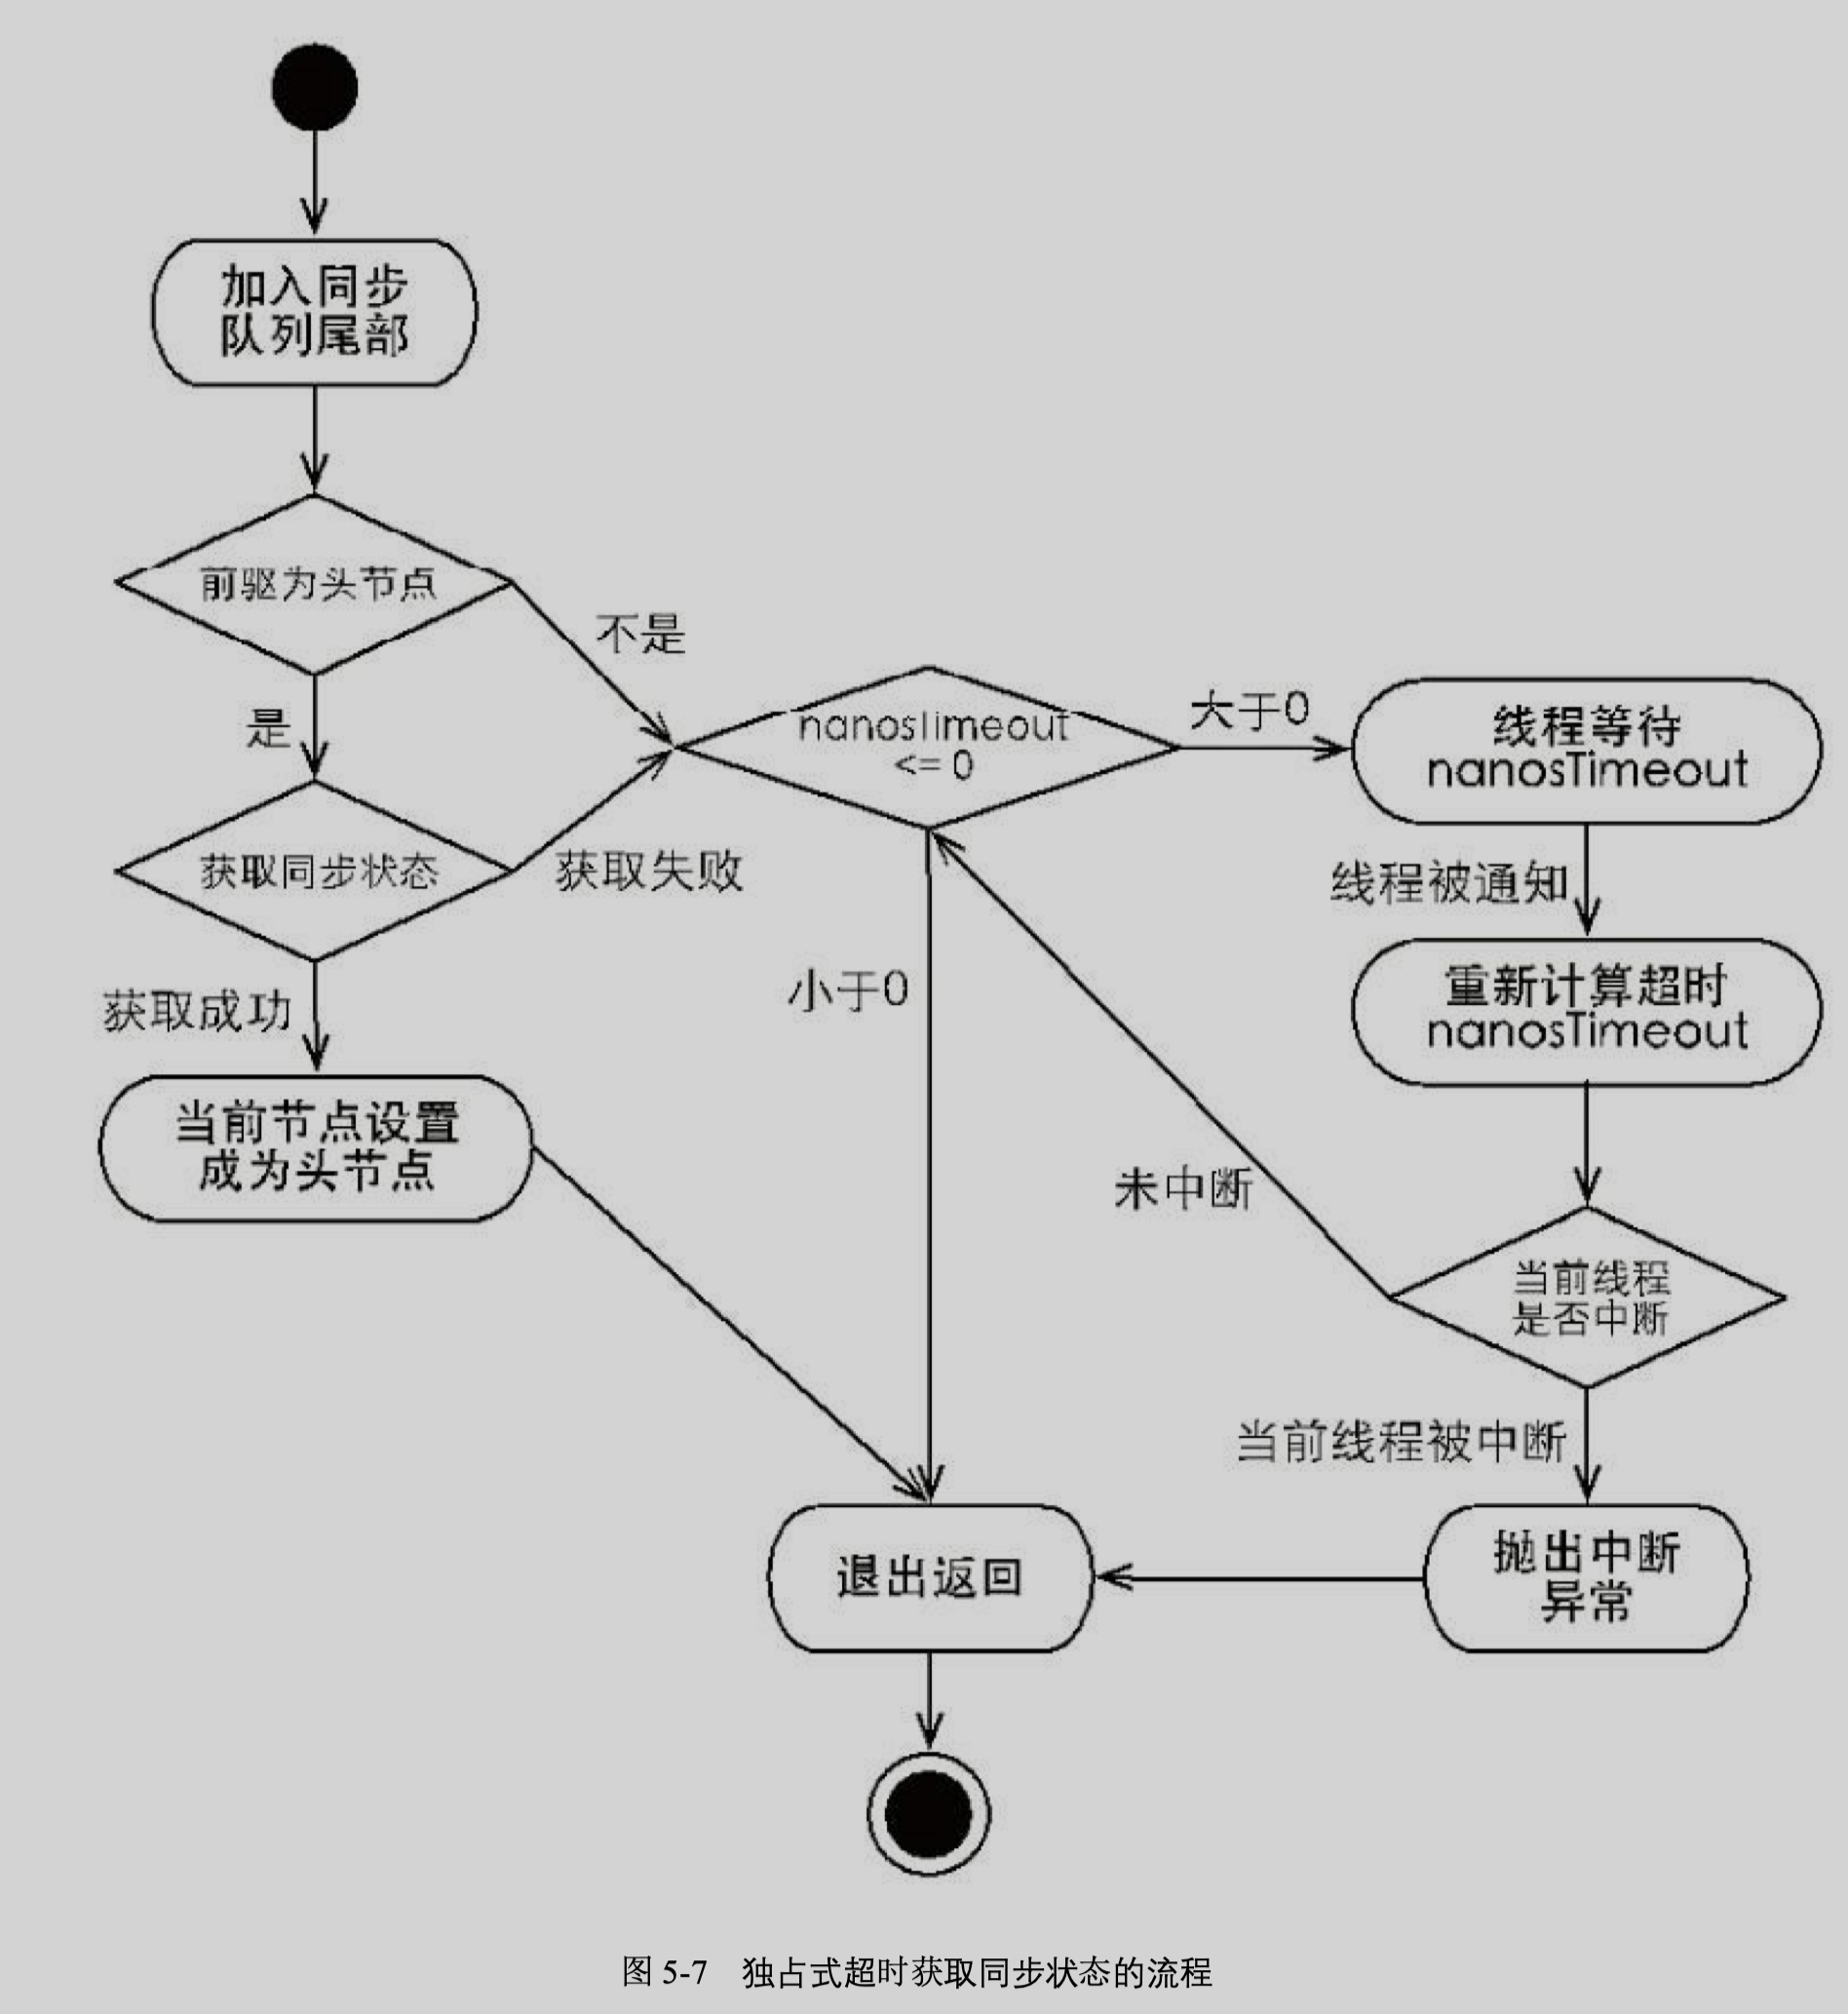 加入同步
队列尾部
前驱为头节点
不是
是
nanosTimeout
<= 0
大于0
线程等待
nanosTimeout
获取同步状态
获取失败
线程被通知
小于0
重新计算超时
nanosTimeout
获取成功
当前节点设置
成为头节点
未中断
当前线程
是否中断
当前线程被中断
退出返回
抛出中断
异常
图 5-7 独占式超时获取同步状态的流程